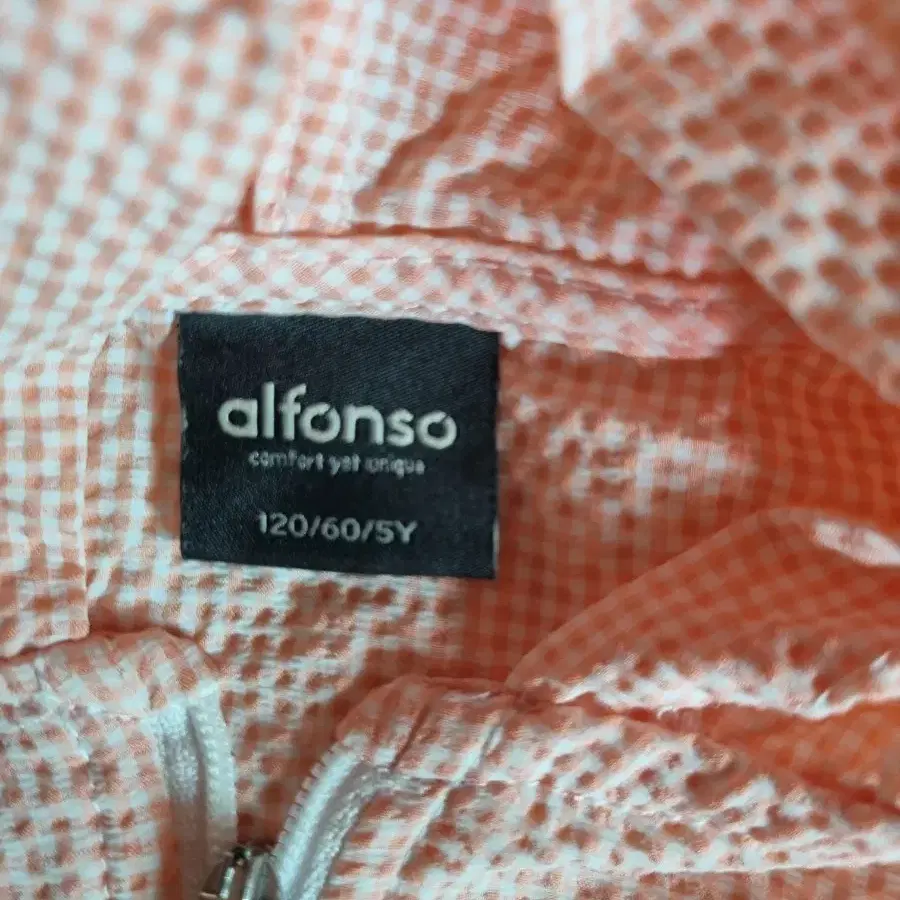 alfonso
comfort yet unique
120/60/5Y